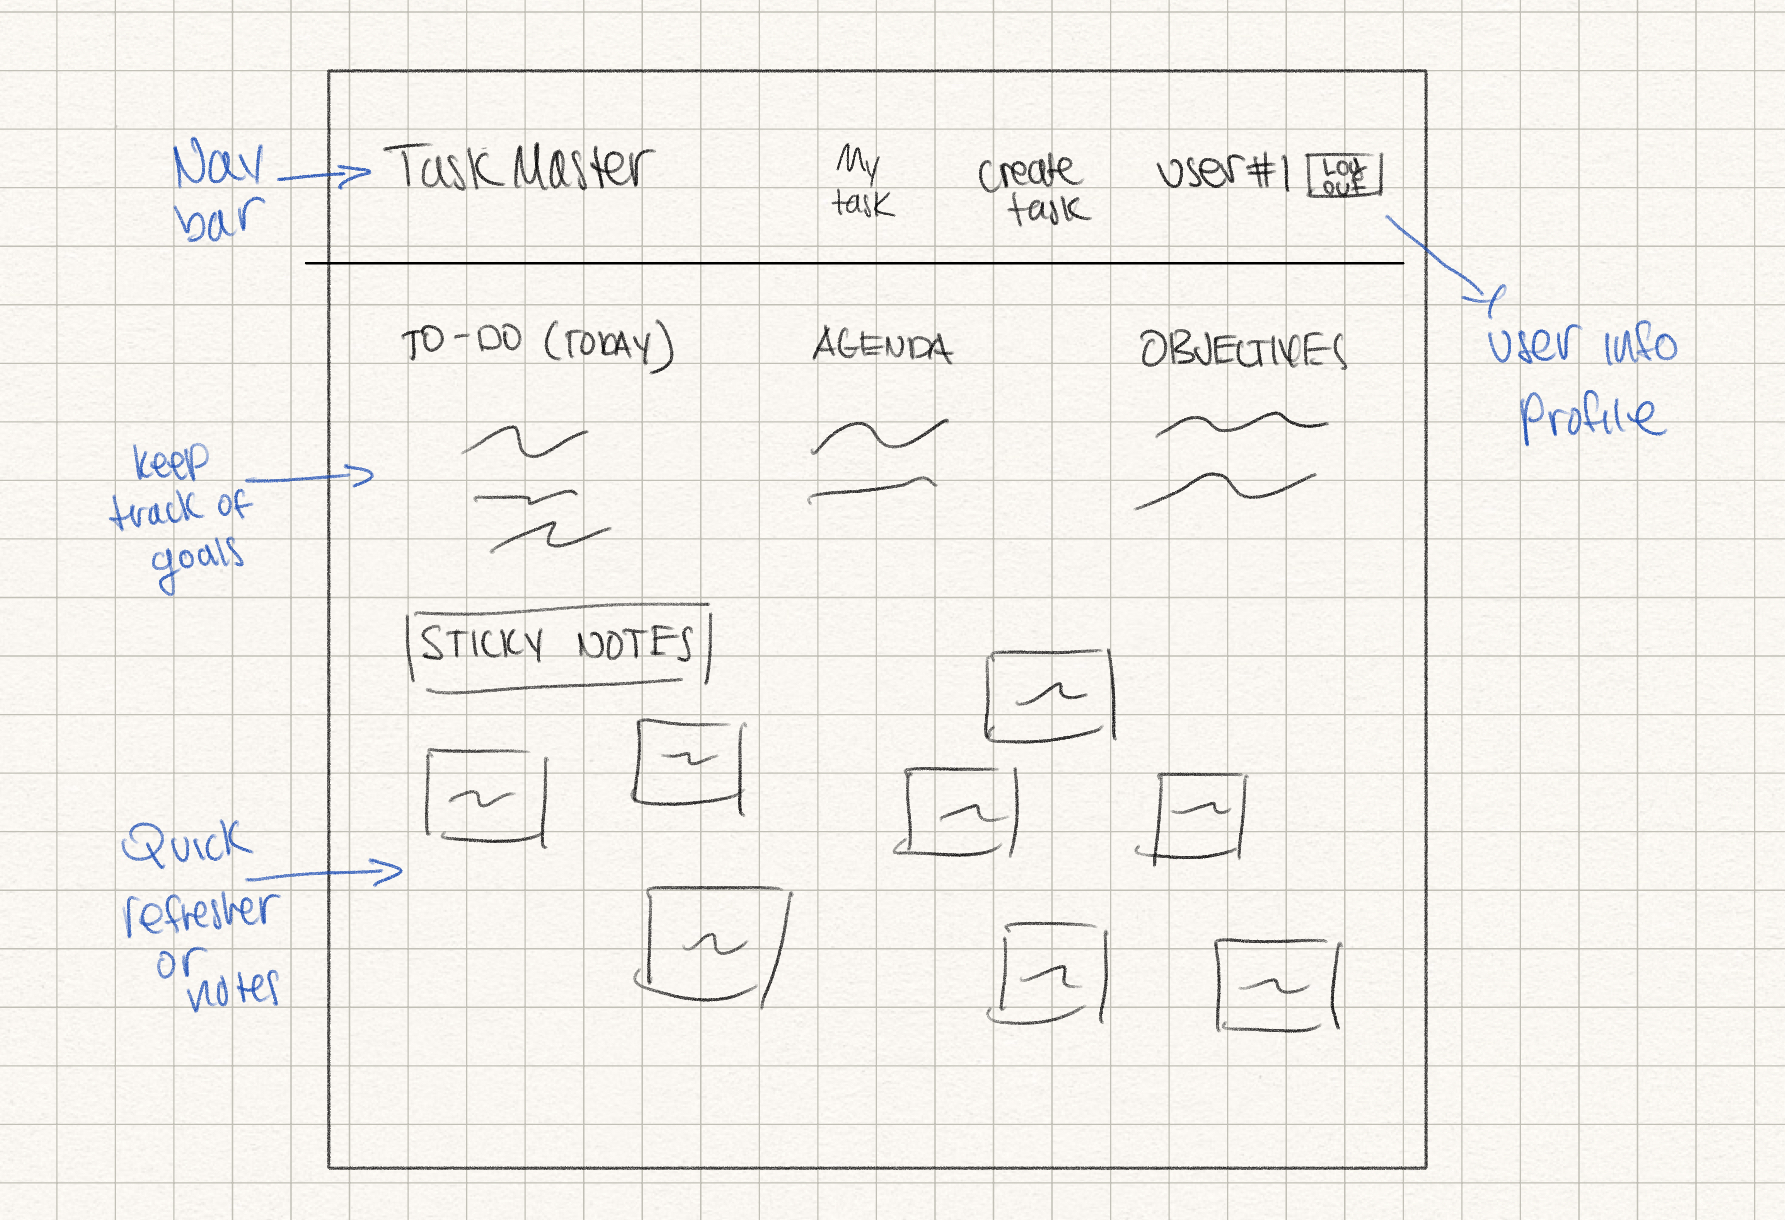 Nav
bar
Task Master
My
task
create
task
user #1
LOG
OUT
TO-DO (TODAY)
AGENDA
OBJECTIVES
user info
profile
keep
track of
goals
STICKY NOTES
Quick
refresher
or
notes